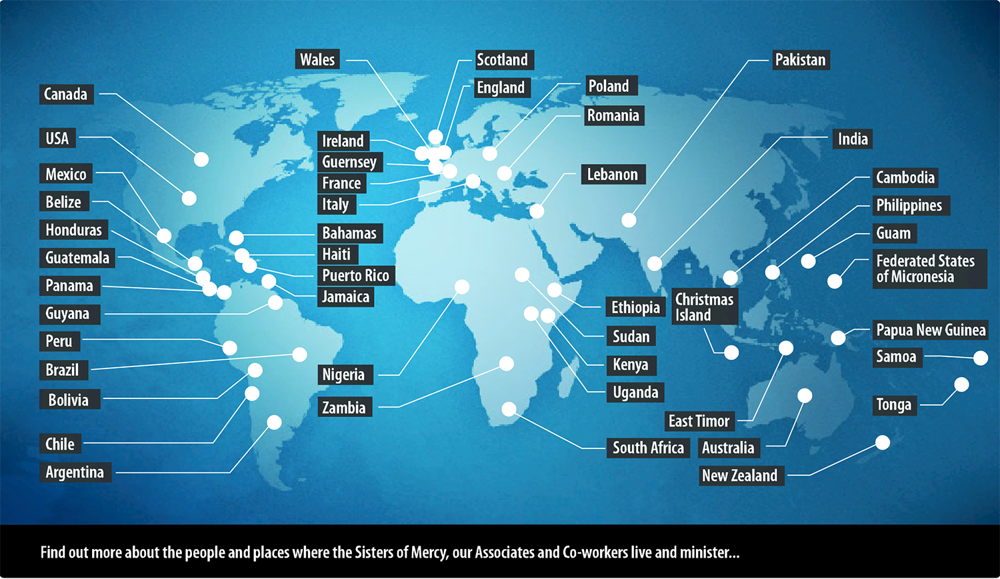 Wales
Scotland
Pakistan
England
Poland
Canada
Romania
USA
Ireland
India
Guernsey
Mexico
France
Lebanon
Cambodia
Belize
Italy
Philippines
Honduras
Bahamas
Guam
Guatemala
Haiti
Federated States
of Micronesia
Puerto Rico
Panama
Jamaica
Christmas
Island
Guyana
Ethiopia
Papua New Guinea
Peru
Sudan
Samoa
Brazil
Nigeria
Kenya
Bolivia
Zambia
Uganda
Tonga
East Timor
Chile
South Africa
Australia
Argentina
New Zealand
Find out more about the people and places where the Sisters of Mercy, our Associates and Co-workers live and minister...